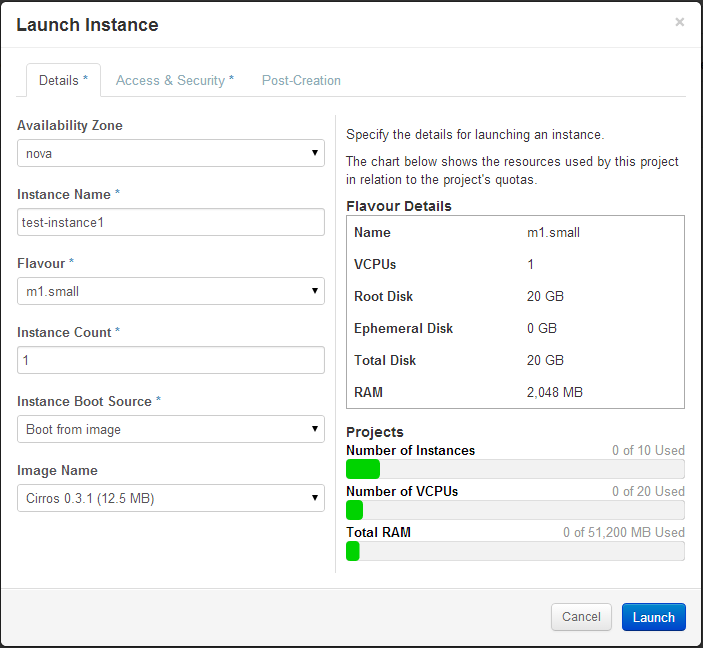 Launch Instance ×
Details * Access & Security * Post-Creation
Availability Zone
nova
Instance Name *
test-instance1
Flavour *
m1.small
Instance Count *
1
Instance Boot Source *
Boot from image
Image Name
Cirros 0.3.1 (12.5 MB)
Specify the details for launching an instance.
The chart below shows the resources used by this project
in relation to the project's quotas.
Flavour Details
Name m1.small
VCPUs 1
Root Disk 20 GB
Ephemeral Disk 0 GB
Total Disk 20 GB
RAM 2,048 MB
Projects
Number of Instances 0 of 10 Used
Number of VCPUs 0 of 20 Used
Total RAM 0 of 51,200 MB Used
Cancel Launch